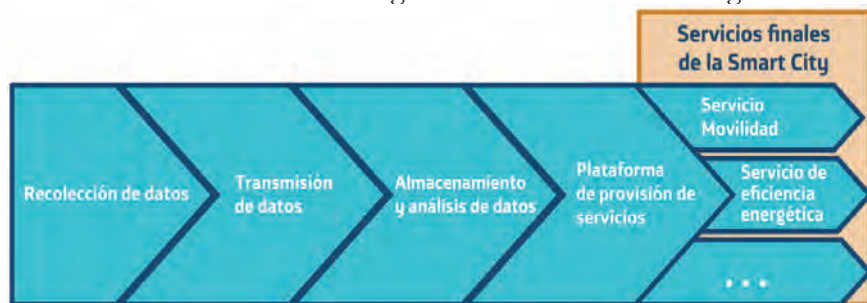 Servicios finales
de la Smart City
Recolección de datos
Transmisión
de datos
Almacenamiento
y análisis de datos
Plataforma
de provisión de
servicios
Servicio
Movilidad
Servicio de
eficiencia
energética
...